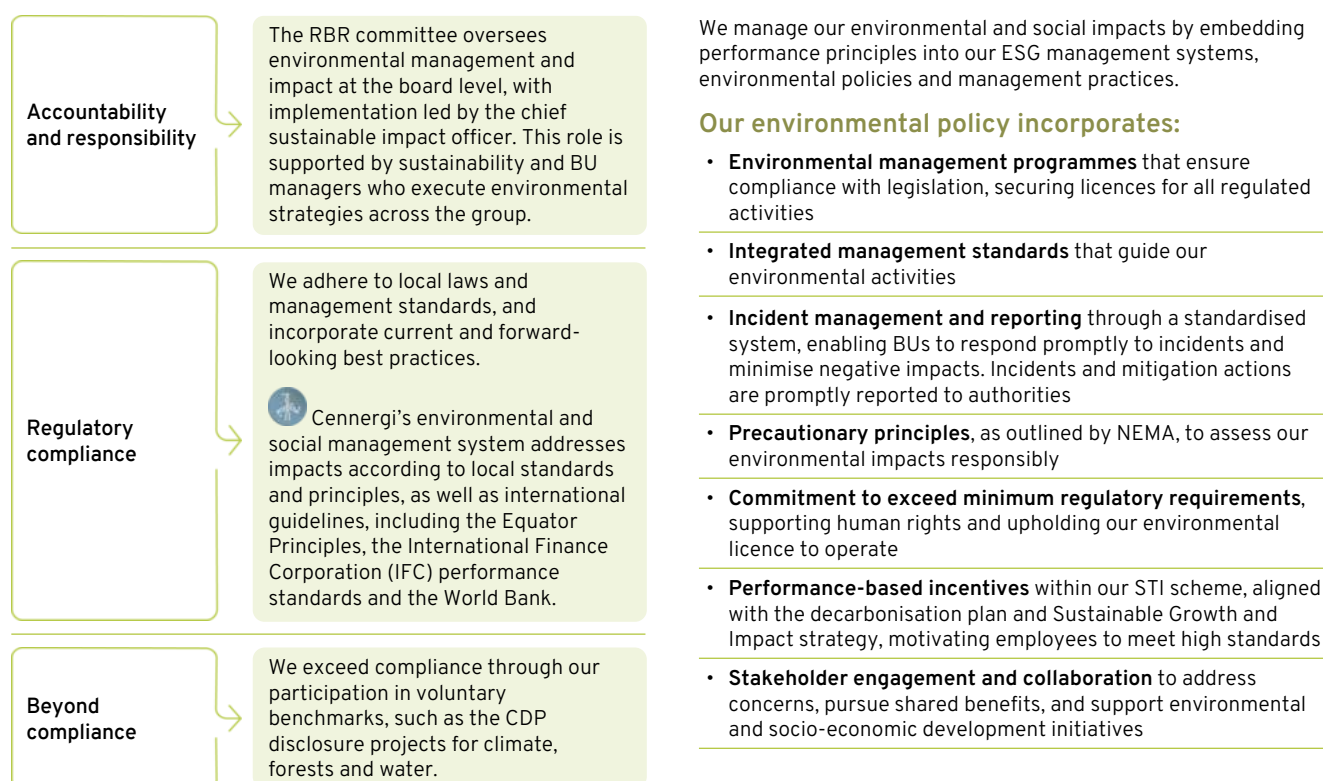 Accountability
and responsibility
The RBR committee oversees
environmental management and
impact at the board level, with
implementation led by the chief
sustainable impact officer. This role is
supported by sustainability and BU
managers who execute environmental
strategies across the group.
Regulatory
compliance
We adhere to local laws and
management standards, and
incorporate current and forward-
looking best practices.
Cennergi's environmental and
social management system addresses
impacts according to local standards
and principles, as well as international
guidelines, including the Equator
Principles, the International Finance
Corporation (IFC) performance
standards and the World Bank.
Beyond
compliance
We exceed compliance through our
participation in voluntary
benchmarks, such as the CDP
disclosure projects for climate,
forests and water.
We manage our environmental and social impacts by embedding
performance principles into our ESG management systems,
environmental policies and management practices.
Our environmental policy incorporates:
• Environmental management programmes that ensure
compliance with legislation, securing licences for all regulated
activities
• Integrated management standards that guide our
environmental activities
• Incident management and reporting through a standardised
system, enabling BUs to respond promptly to incidents and
minimise negative impacts. Incidents and mitigation actions
are promptly reported to authorities
• Precautionary principles, as outlined by NEMA, to assess our
environmental impacts responsibly
• Commitment to exceed minimum regulatory requirements,
supporting human rights and upholding our environmental
licence to operate
• Performance-based incentives within our STI scheme, aligned
with the decarbonisation plan and Sustainable Growth and
Impact strategy, motivating employees to meet high standards
• Stakeholder engagement and collaboration to address
concerns, pursue shared benefits, and support environmental
and socio-economic development initiatives